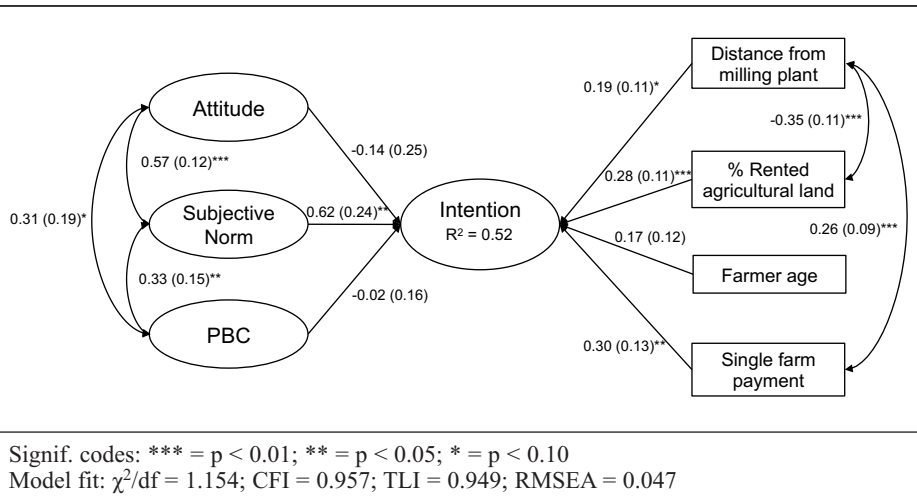 Distance from
milling plant
0.19 (0.11)*
Attitude
-0.35 (0.11)***
-0.14 (0.25)
0.57 (0.12)***
% Rented
agricultural land
0.28 (0.11)***
0.31 (0.19)*
Subjective
Norm
0.62 (0.24)**
Intention
R² = 0.52
0.26 (0.09)***
0.17 (0.12)
0.33 (0.15)**
Farmer age
-0.02 (0.16)
PBC
0.30 (0.13)**
Single farm
payment
Signif. codes: *** = p < 0.01; ** = p < 0.05; * = p < 0.10
Model fit: χ²/df = 1.154; CFI = 0.957; TLI = 0.949; RMSEA = 0.047